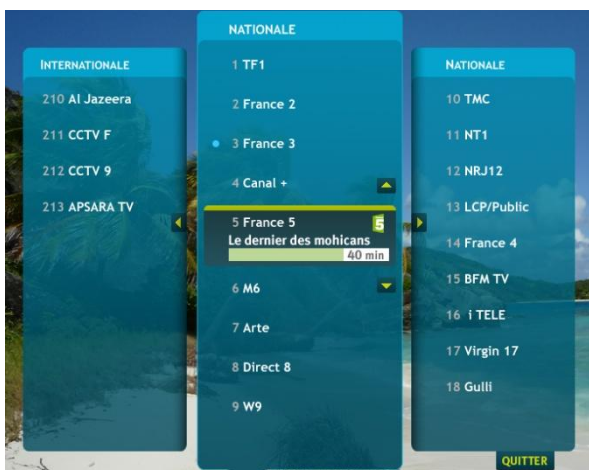 INTERNATIONALE
210 Al Jazeera
211 CCTV F
212 CCTV 9
213 APSARA TV
NATIONALE
1 TF1
2 France 2
3 France 3
4 Canal +
5 France 5
5
Le dernier des mohicans
40 min
6 M6
7 Arte
8 Direct 8
9 W9
NATIONALE
10 TMC
11 NT1
12 NRJ12
13 LCP/Public
14 France 4
15 BFM TV
16 i TELE
17 Virgin 17
18 Gulli
QUITTER